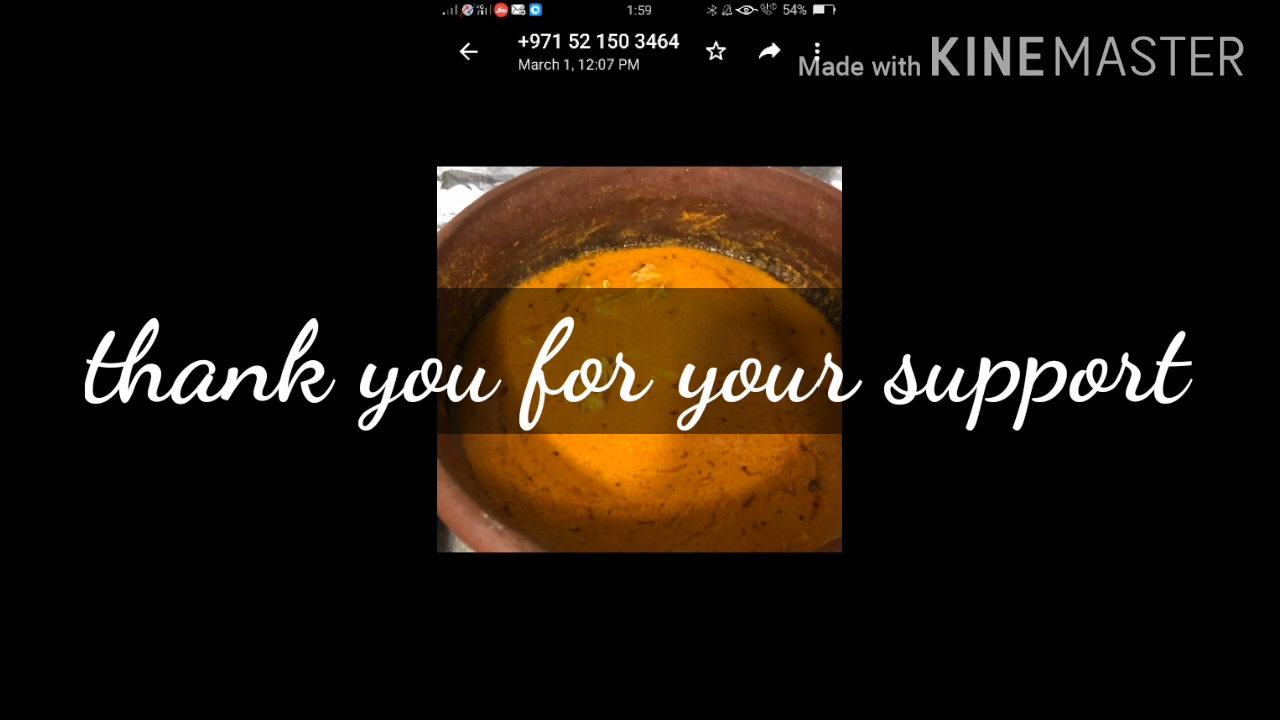 1:59
54%
+971 52 150 3464
March 1, 12:07 PM
Made with KINEMASTER
thank you for your support